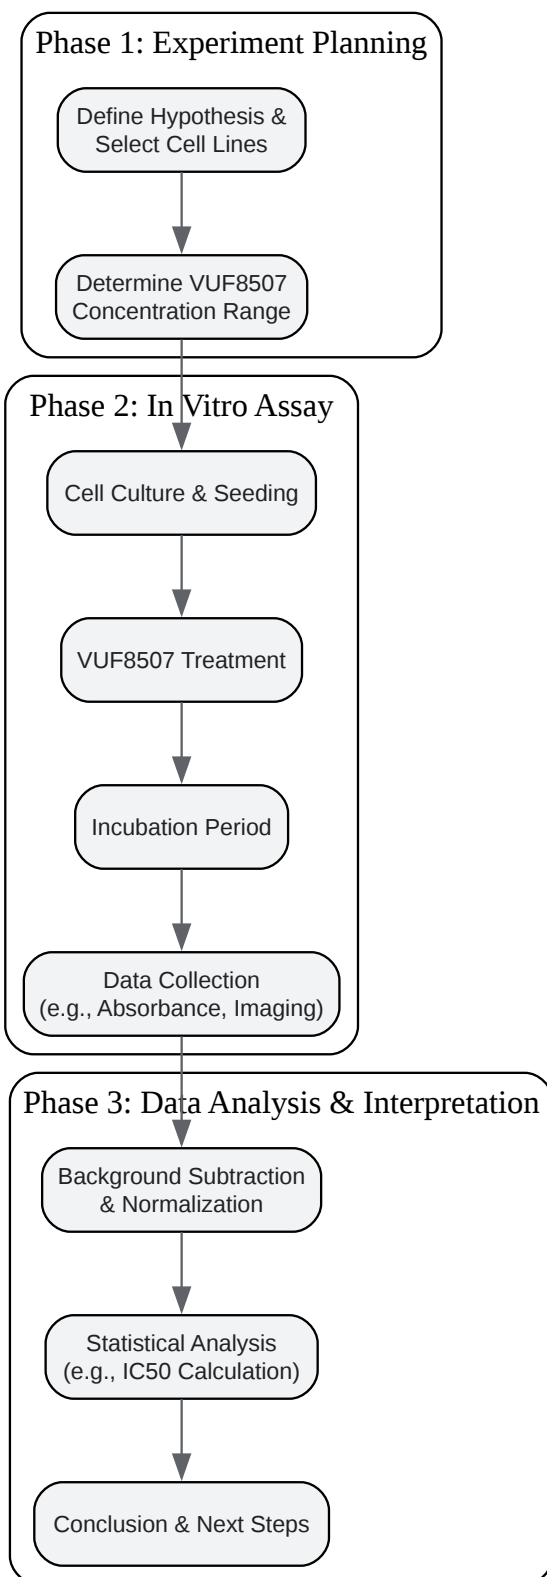 Phase 1: Experiment Planning
Define Hypothesis &
Select Cell Lines
Determine VUF8507
Concentration Range
Phase 2: In Vitro Assay
Cell Culture & Seeding
VUF8507 Treatment
Incubation Period
Data Collection
(e.g., Absorbance, Imaging)
Phase 3: Data Analysis & Interpretation
Background Subtraction
& Normalization
Statistical Analysis
(e.g., IC50 Calculation)
Conclusion & Next Steps